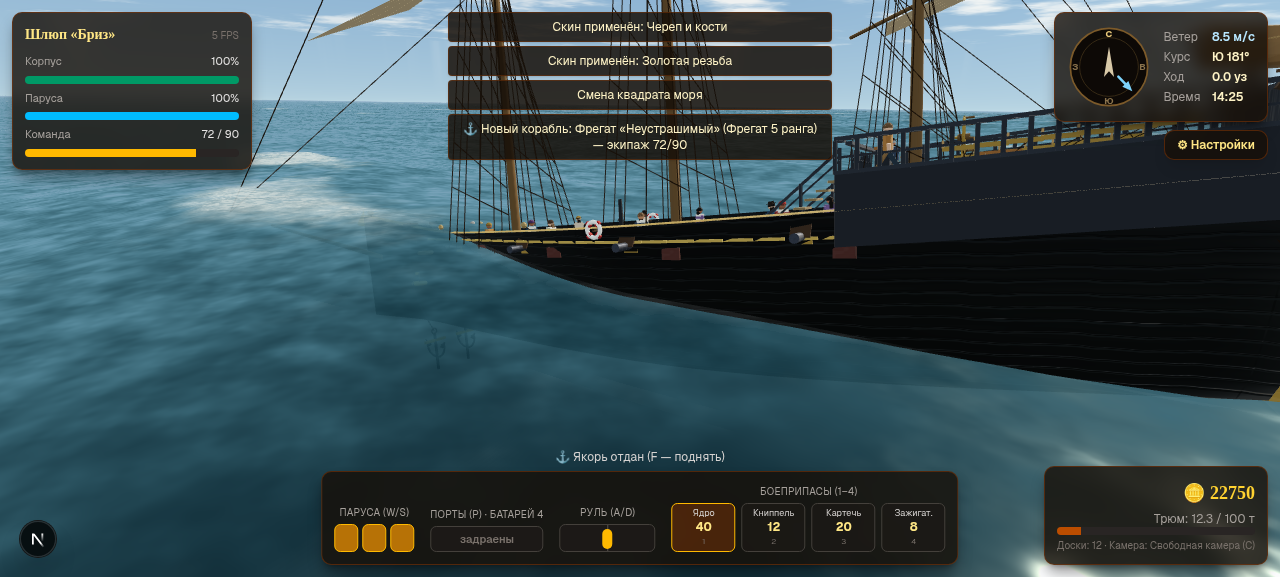 Шлюп «Бриз»
5 FPS
Корпус 100%
Паруса 100%
Команда 72 / 90
Скин применён: Череп и кости
Скин применён: Золотая резьба
Смена квадрата моря
⚓ Новый корабль: Фрегат «Неустрашимый» (Фрегат 5 ранга)
— экипаж 72/90
С
З
В
Ю
Ветер 8.5 м/с
Курс Ю 181°
Ход 0.0 уз
Время 14:25
⚙ Настройки
⚓ Якорь отдан (F — поднять)
ПАРУСА (W/S)
ПОРТЫ (P) · БАТАРЕЙ 4
задраены
РУЛЬ (A/D)
БОЕПРИПАСЫ (1–4)
Ядро
40
1
Книппель
12
2
Картечь
20
3
Зажигат.
8
4
🪙 22750
Трюм: 12.3 / 100 т
Доски: 12 · Камера: Свободная камера (C)
N